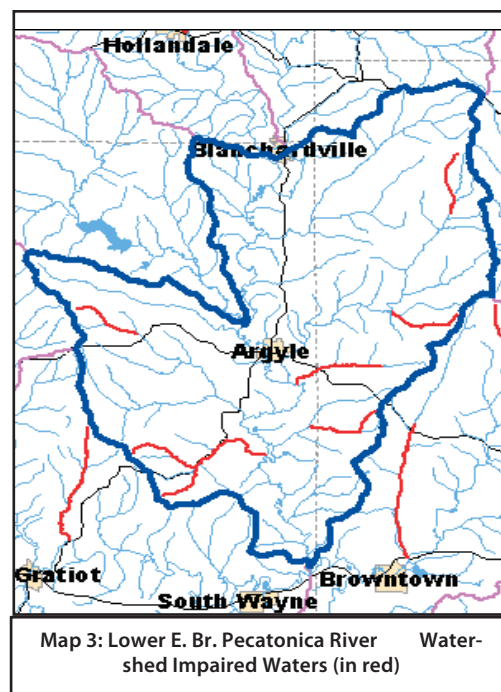 Hollandale
Blanchardville
Argyle
Gratiot
Browntown
South Wayne
Map 3: Lower E. Br. Pecatonica River Water-
shed Impaired Waters (in red)